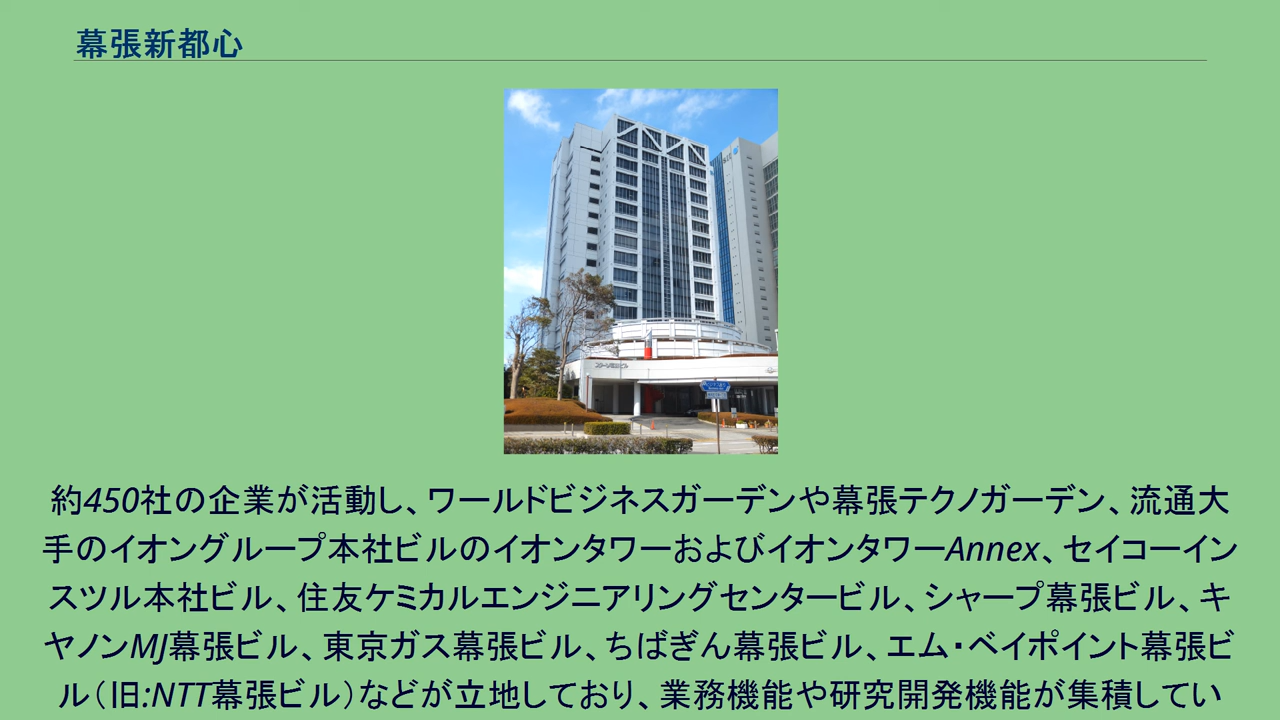 幕張新都心
約450社の企業が活動し、ワールドビジネスガーデンや幕張テクノガーデン、流通大
手のイオングループ本社ビルのイオンタワーおよびイオンタワーAnnex、セイコーイン
スツル本社ビル、住友ケミカルエンジニアリングセンタービル、シャープ幕張ビル、キ
ヤノンMJ幕張ビル、東京ガス幕張ビル、ちばぎん幕張ビル、エム・ベイポイント幕張ビ
ル（旧:NTT幕張ビル）などが立地しており、業務機能や研究開発機能が集積してい